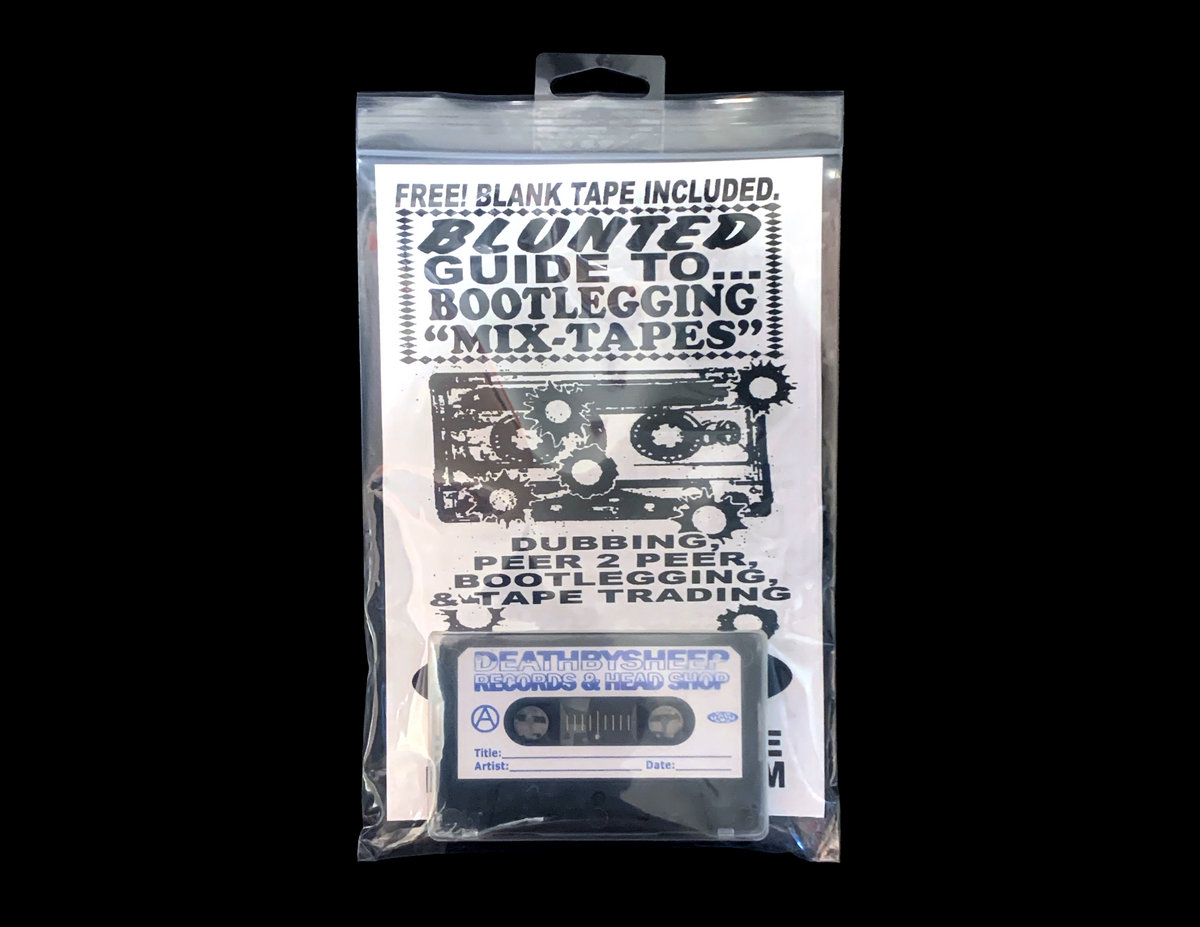 FREE! BLANK TAPE INCLUDED.
BLUNTED
GUIDE TO...
BOOTLEGGING
“MIX-TAPES”
DUBBING,
PEER 2 PEER,
BOOTLEGGING,
& TAPE TRADING
DEATHBYSHEEP
RECORDS & HEAD SHOP
Title:
Artist: Date: